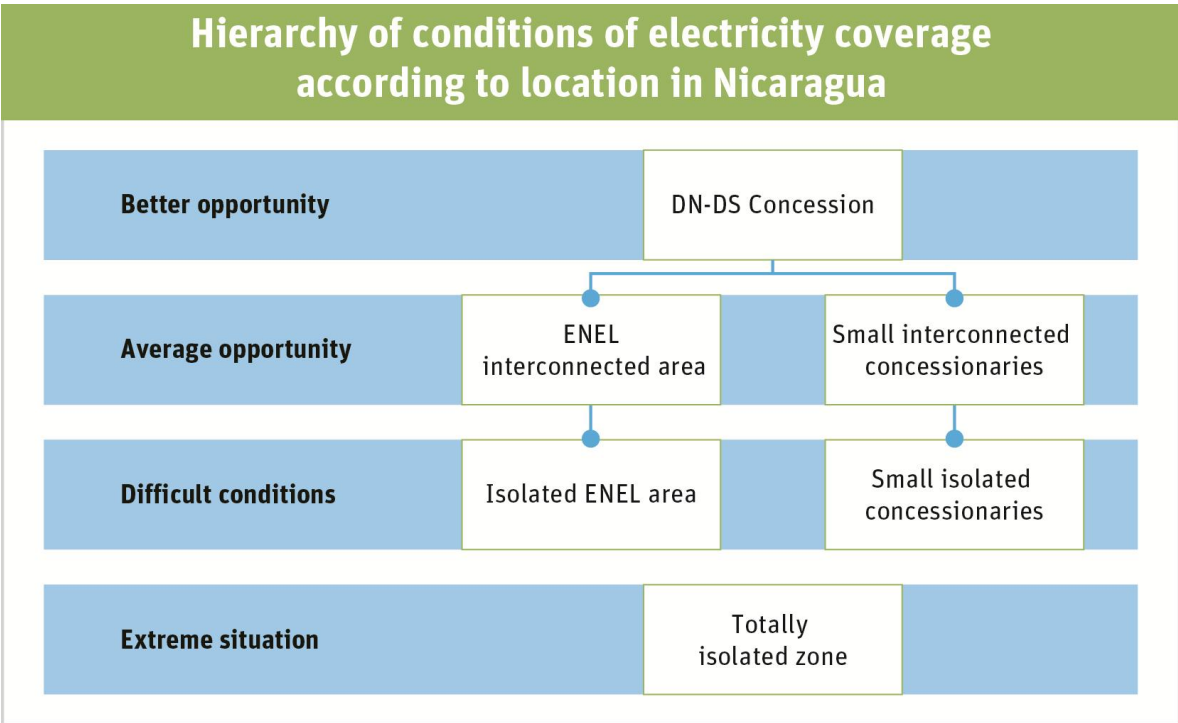 Hierarchy of conditions of electricity coverage
according to location in Nicaragua
Better opportunity
DN-DS Concession
Average opportunity
ENEL
interconnected area
Small interconnected
concessionaries
Difficult conditions
Isolated ENEL area
Small isolated
concessionaries
Extreme situation
Totally
isolated zone